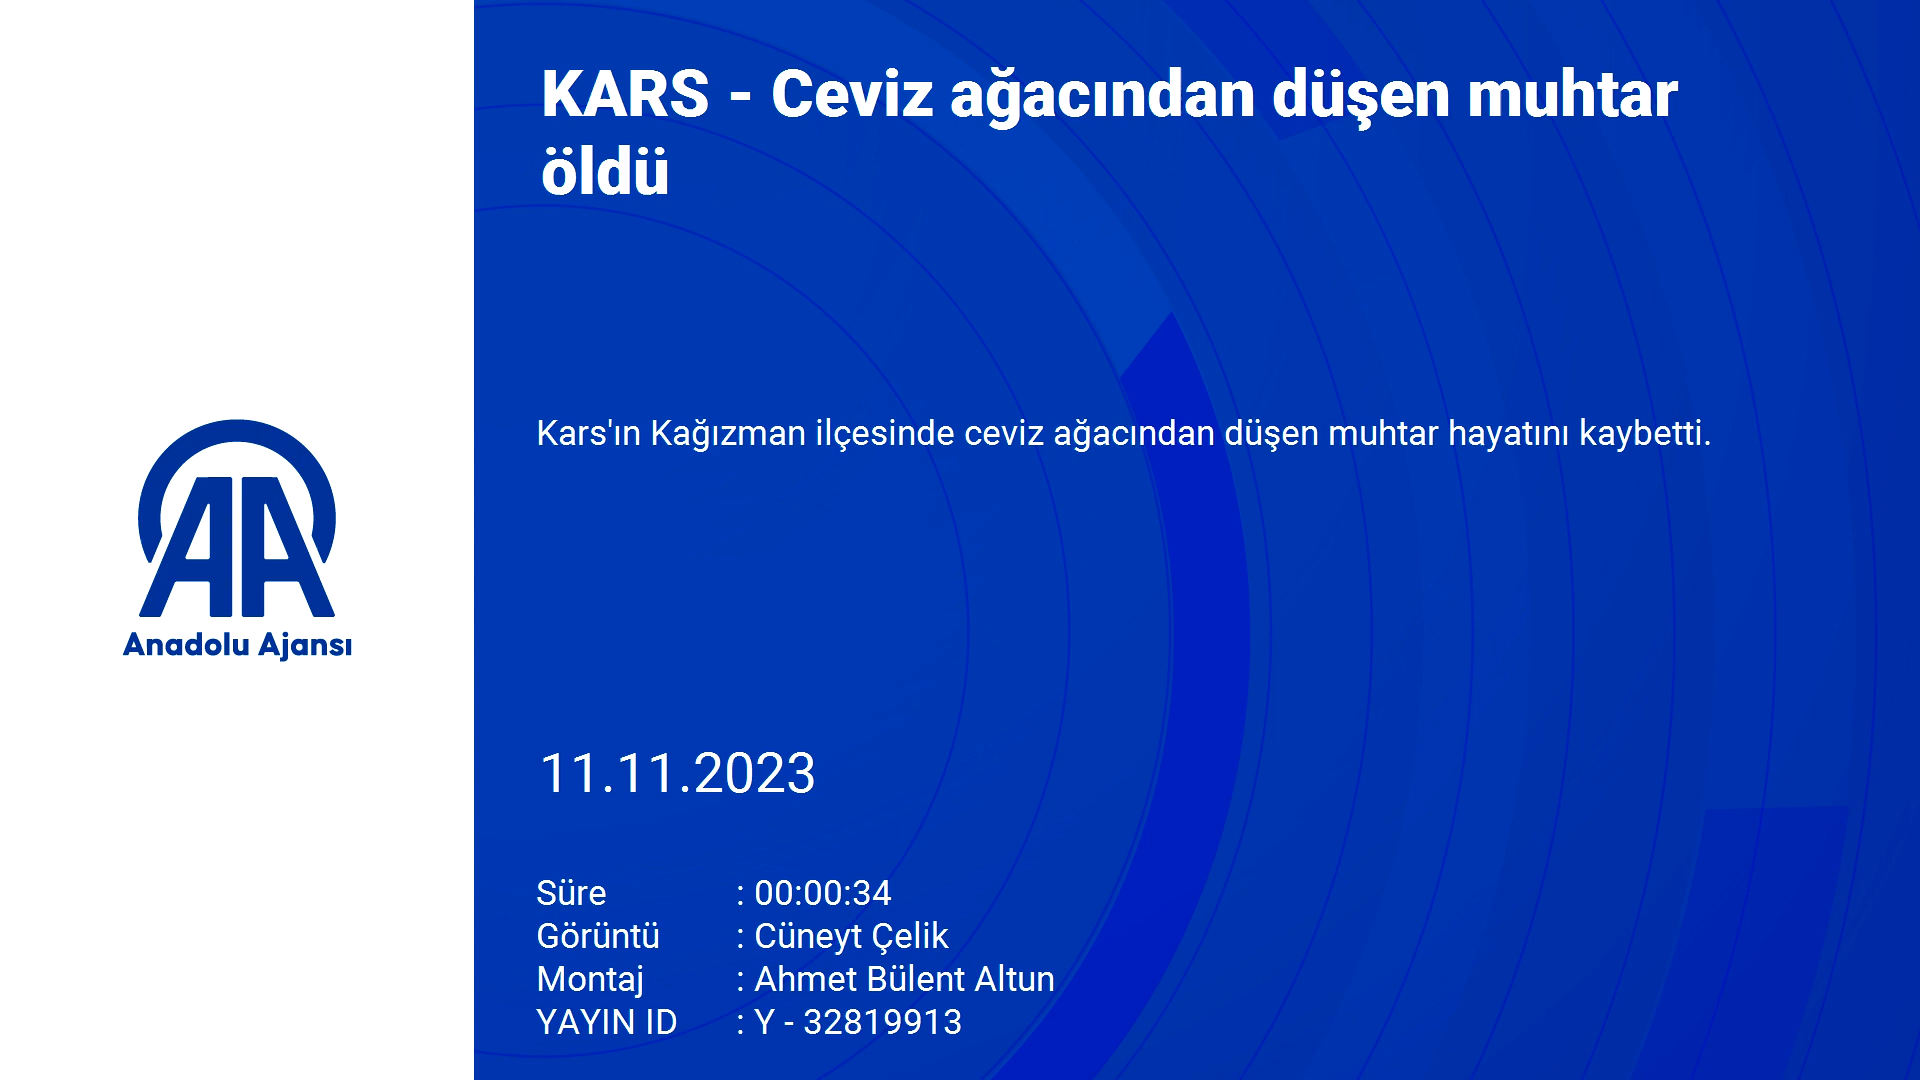 KARS - Ceviz ağacından düşen muhtar
öldü
Kars'ın Kağızman ilçesinde ceviz ağacından düşen muhtar hayatını kaybetti.
AA
Anadolu Ajansı
11.11.2023
Süre : 00:00:34
Görüntü : Cüneyt Çelik
Montaj : Ahmet Bülent Altun
YAYIN ID : Y - 32819913